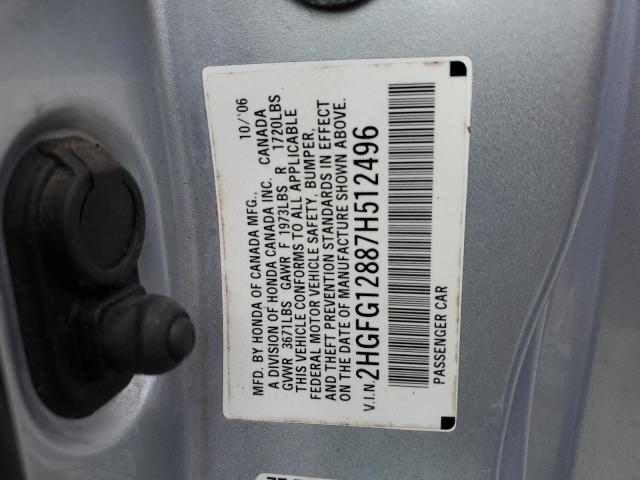 MFD. BY HONDA OF CANADA MFG., 10/'06
A DIVISION OF HONDA CANADA INC. CANADA
GVWR 3671LBS GAWR F 1973LBS R 1720LBS
THIS VEHICLE CONFORMS TO ALL APPLICABLE
FEDERAL MOTOR VEHICLE SAFETY, BUMPER,
AND THEFT PREVENTION STANDARDS IN EFFECT
ON THE DATE OF MANUFACTURE SHOWN ABOVE.
V.I.N. 2HGFG12887H512496
PASSENGER CAR